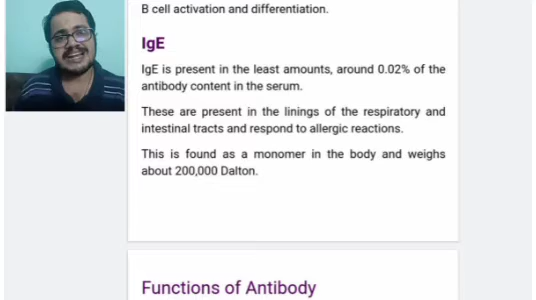 B cell activation and differentiation.
IgE
IgE is present in the least amounts, around 0.02% of the
antibody content in the serum.
These are present in the linings of the respiratory and
intestinal tracts and respond to allergic reactions.
This is found as a monomer in the body and weighs
about 200,000 Dalton.
Functions of Antibody